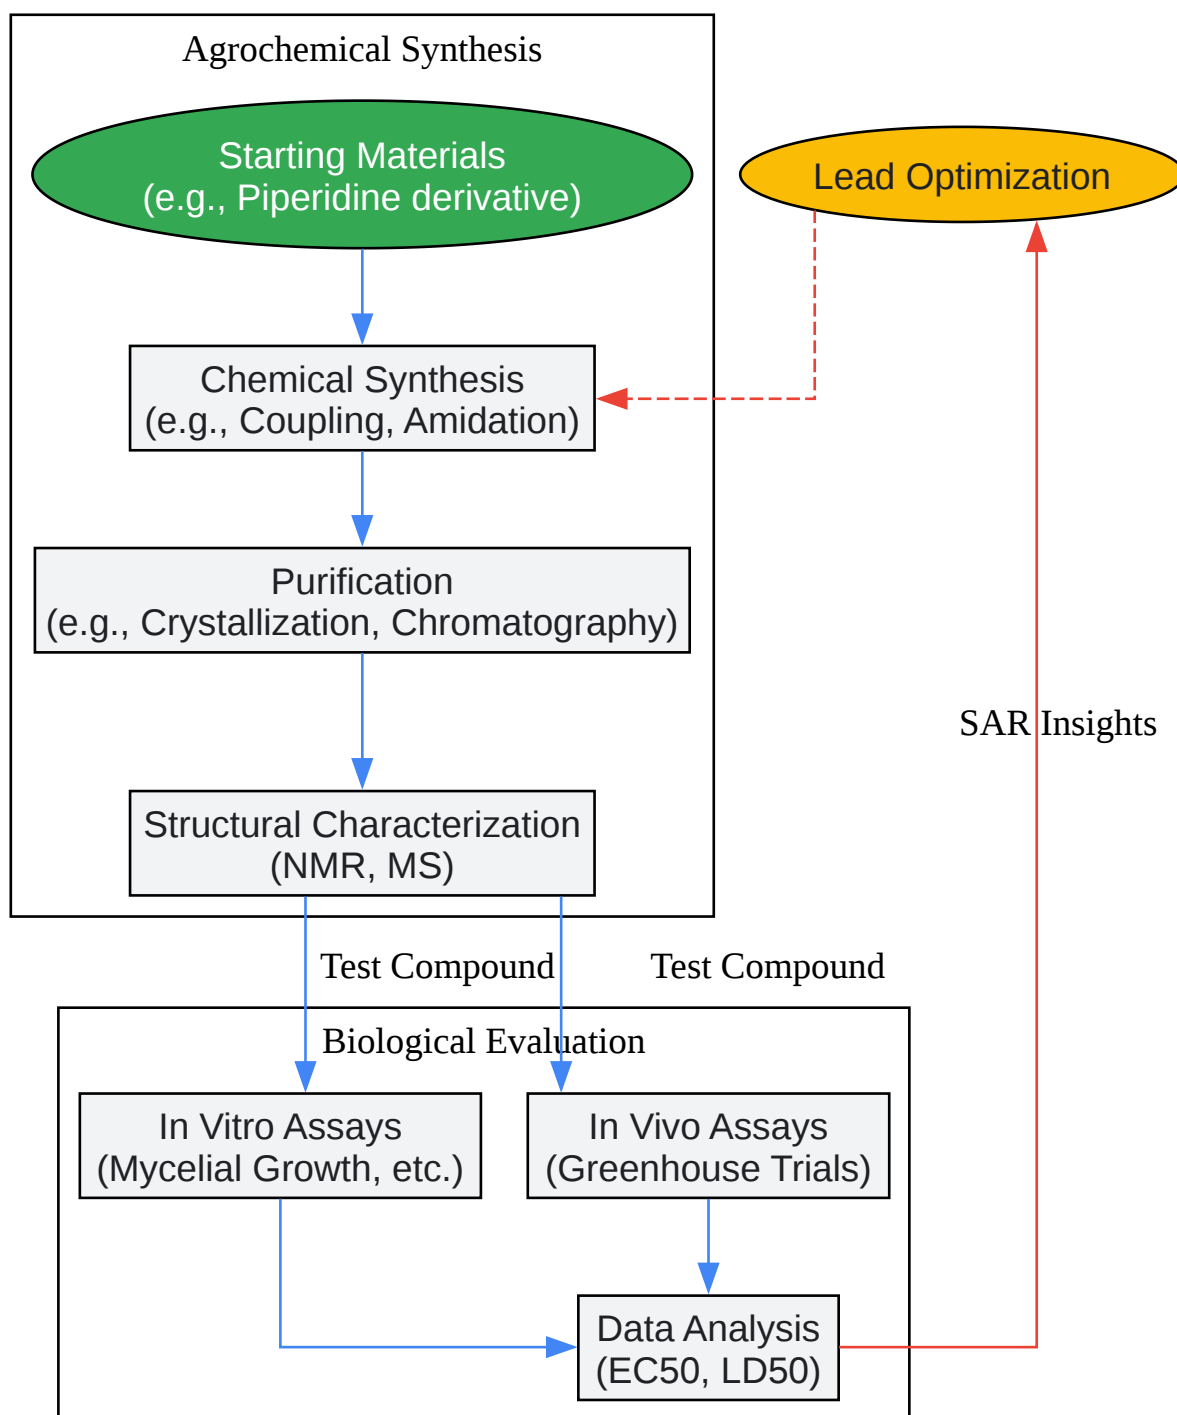 Agrochemical Synthesis
Starting Materials
(e.g., Piperidine derivative)
Lead Optimization
Chemical Synthesis
(e.g., Coupling, Amidation)
Purification
(e.g., Crystallization, Chromatography)
SAR Insights
Structural Characterization
(NMR, MS)
Test Compound
Test Compound
Biological Evaluation
In Vitro Assays
(Mycelial Growth, etc.)
In Vivo Assays
(Greenhouse Trials)
Data Analysis
(EC50, LD50)